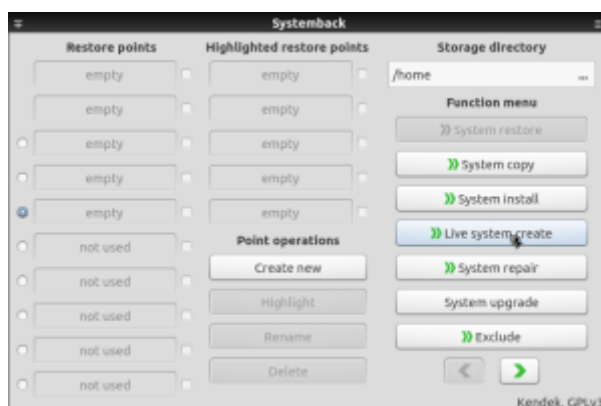 Systemback
Restore points
empty
empty
empty
empty
empty
not used
not used
not used
not used
not used
Highlighted restore points
empty
empty
empty
empty
empty
Point operations
Create new
Highlight
Rename
Delete
Storage directory
/home ...
Function menu
System restore
System copy
System install
Live system create
System repair
System upgrade
Exclude
Kendek, GPLv3